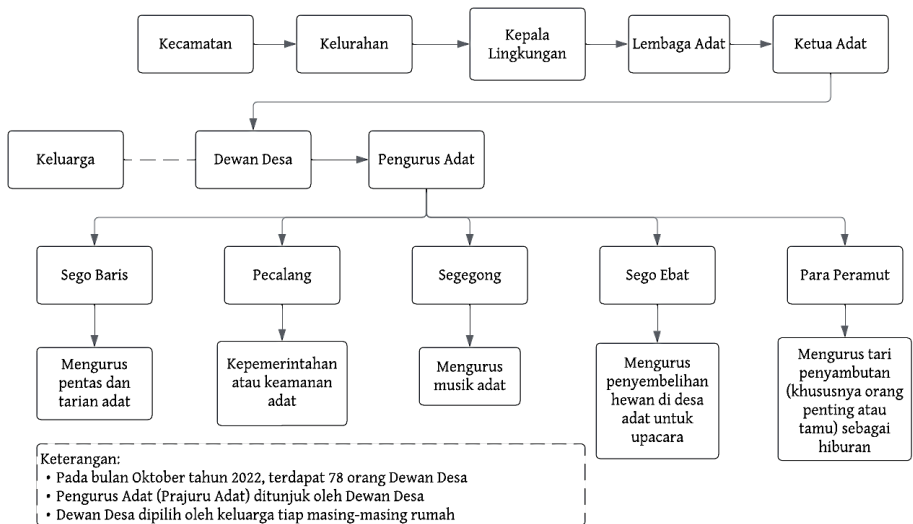 Kecamatan
Kelurahan
Kepala
Lingkungan
Lembaga Adat
Ketua Adat
Keluarga
Dewan Desa
Pengurus Adat
Sego Baris
Pecalang
Segegong
Sego Ebat
Para Peramut
Mengurus
pentas dan
tarian adat
Kepemerintahan
atau keamanan
adat
Mengurus
musik adat
Mengurus
penyembelihan
hewan di desa
adat untuk
upacara
Mengurus tari
penyambutan
(khususnya orang
penting atau
tamu) sebagai
hiburan
Keterangan:
• Pada bulan Oktober tahun 2022, terdapat 78 orang Dewan Desa
• Pengurus Adat (Prajuru Adat) ditunjuk oleh Dewan Desa
• Dewan Desa dipilih oleh keluarga tiap masing-masing rumah